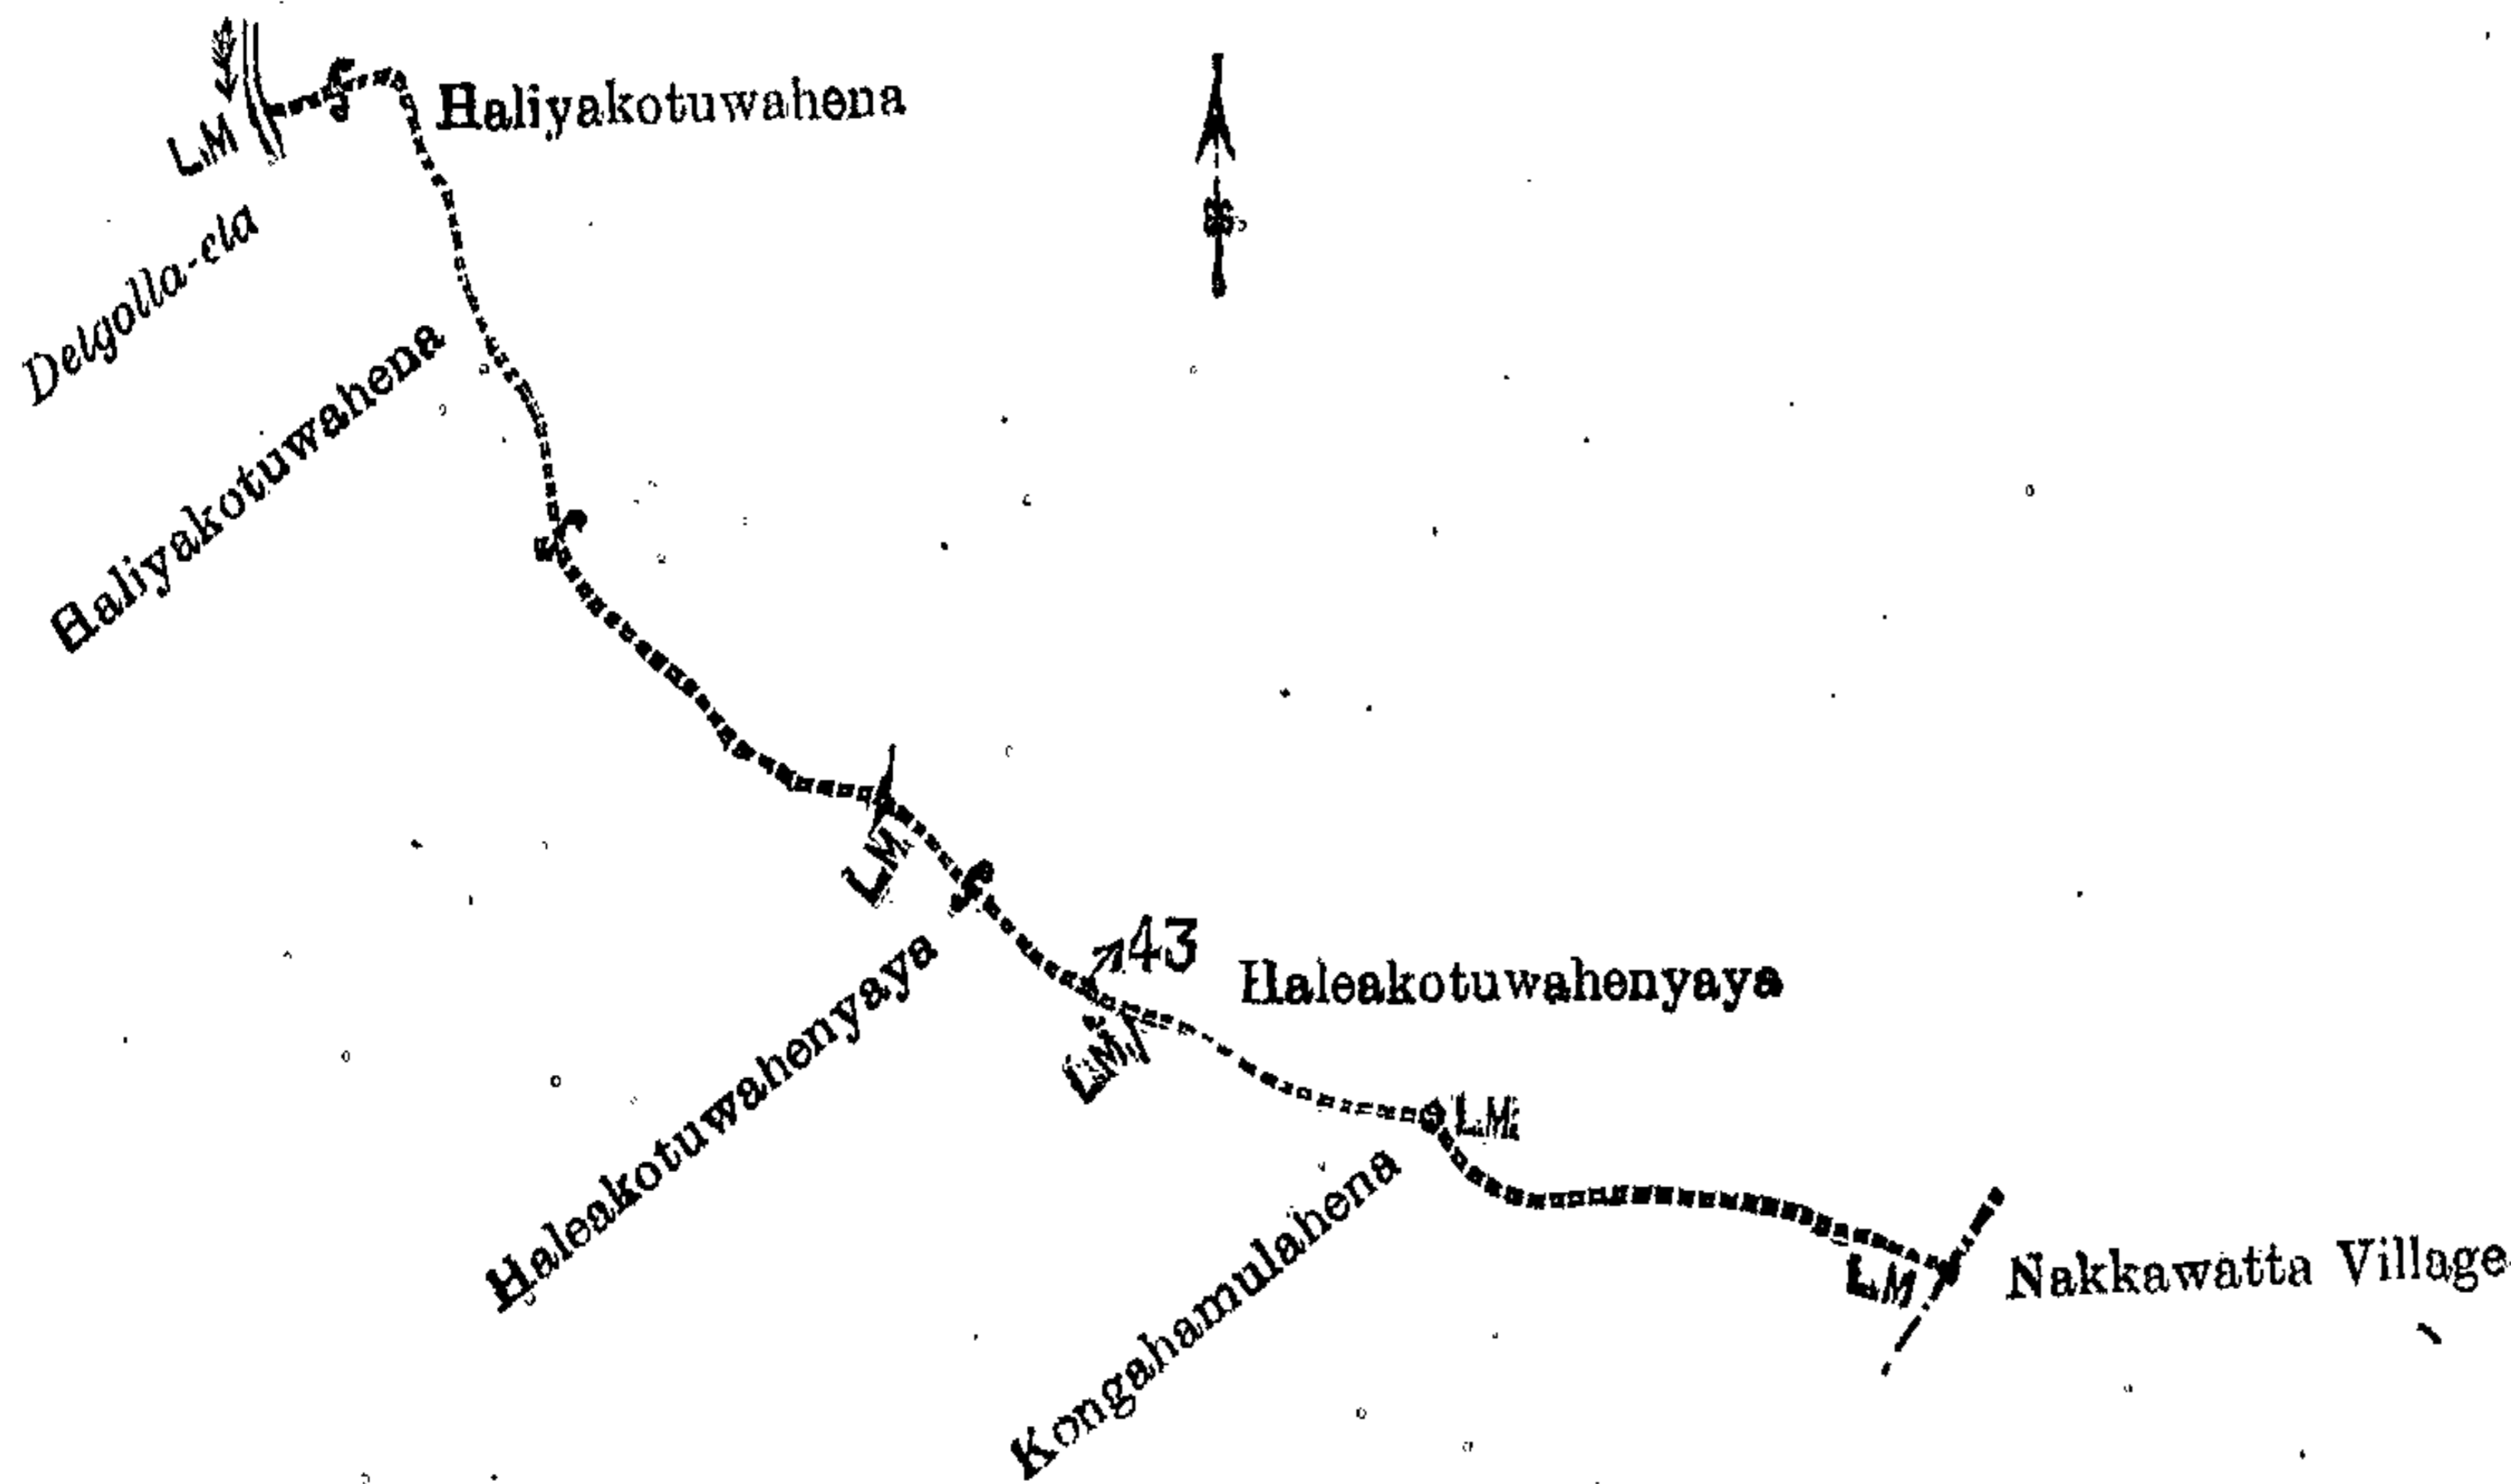 Haliyakotuwahena
LM
Delgolla-ela
Haliyakotuwahena
LM
43
Haleakotuwahenyaya
Haleakotuwahenyaya
LM
LM
Kongahamulahena
LM
Nakkawatta Village